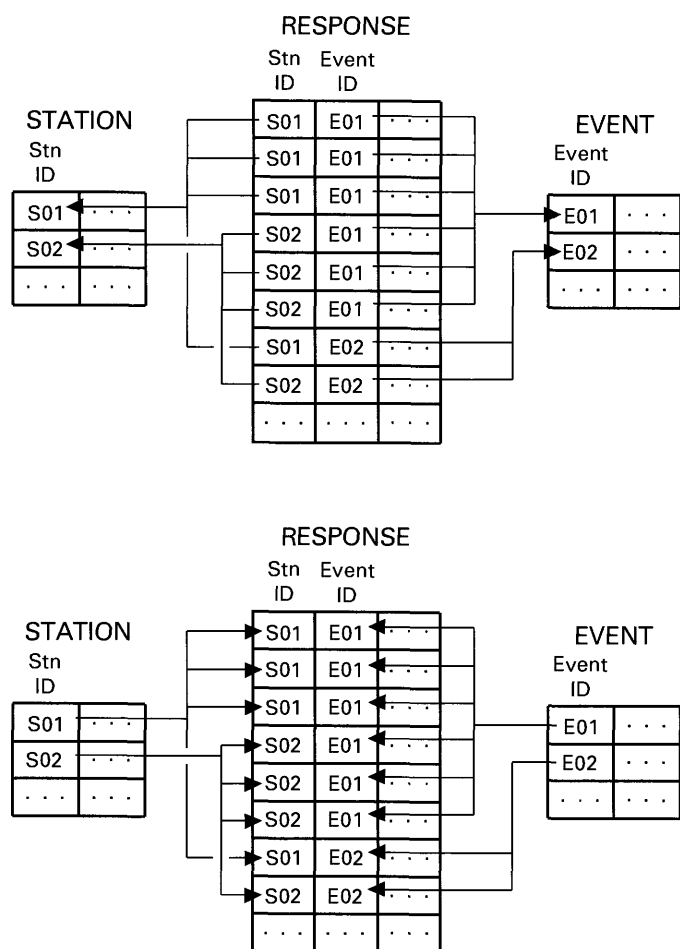 RESPONSE
Stn Event
ID ID
STATION
Stn
ID
S01 . . .
S02 . . .
. . . . . .
S01 E01 . . .
S01 E01 . . .
S01 E01 . . .
S02 E01 . . .
S02 E01 . . .
S02 E01 . . .
S01 E02 . . .
S02 E02 . . .
. . . . . . . . .
EVENT
Event
ID
E01 . . .
E02 . . .
. . . . . .
RESPONSE
Stn Event
ID ID
STATION
Stn
ID
S01 . . .
S02 . . .
. . . . . .
S01 E01 . . .
S01 E01 . . .
S01 E01 . . .
S02 E01 . . .
S02 E01 . . .
S02 E01 . . .
S01 E02 . . .
S02 E02 . . .
. . . . . . . . .
EVENT
Event
ID
E01 . . .
E02 . . .
. . . . . .